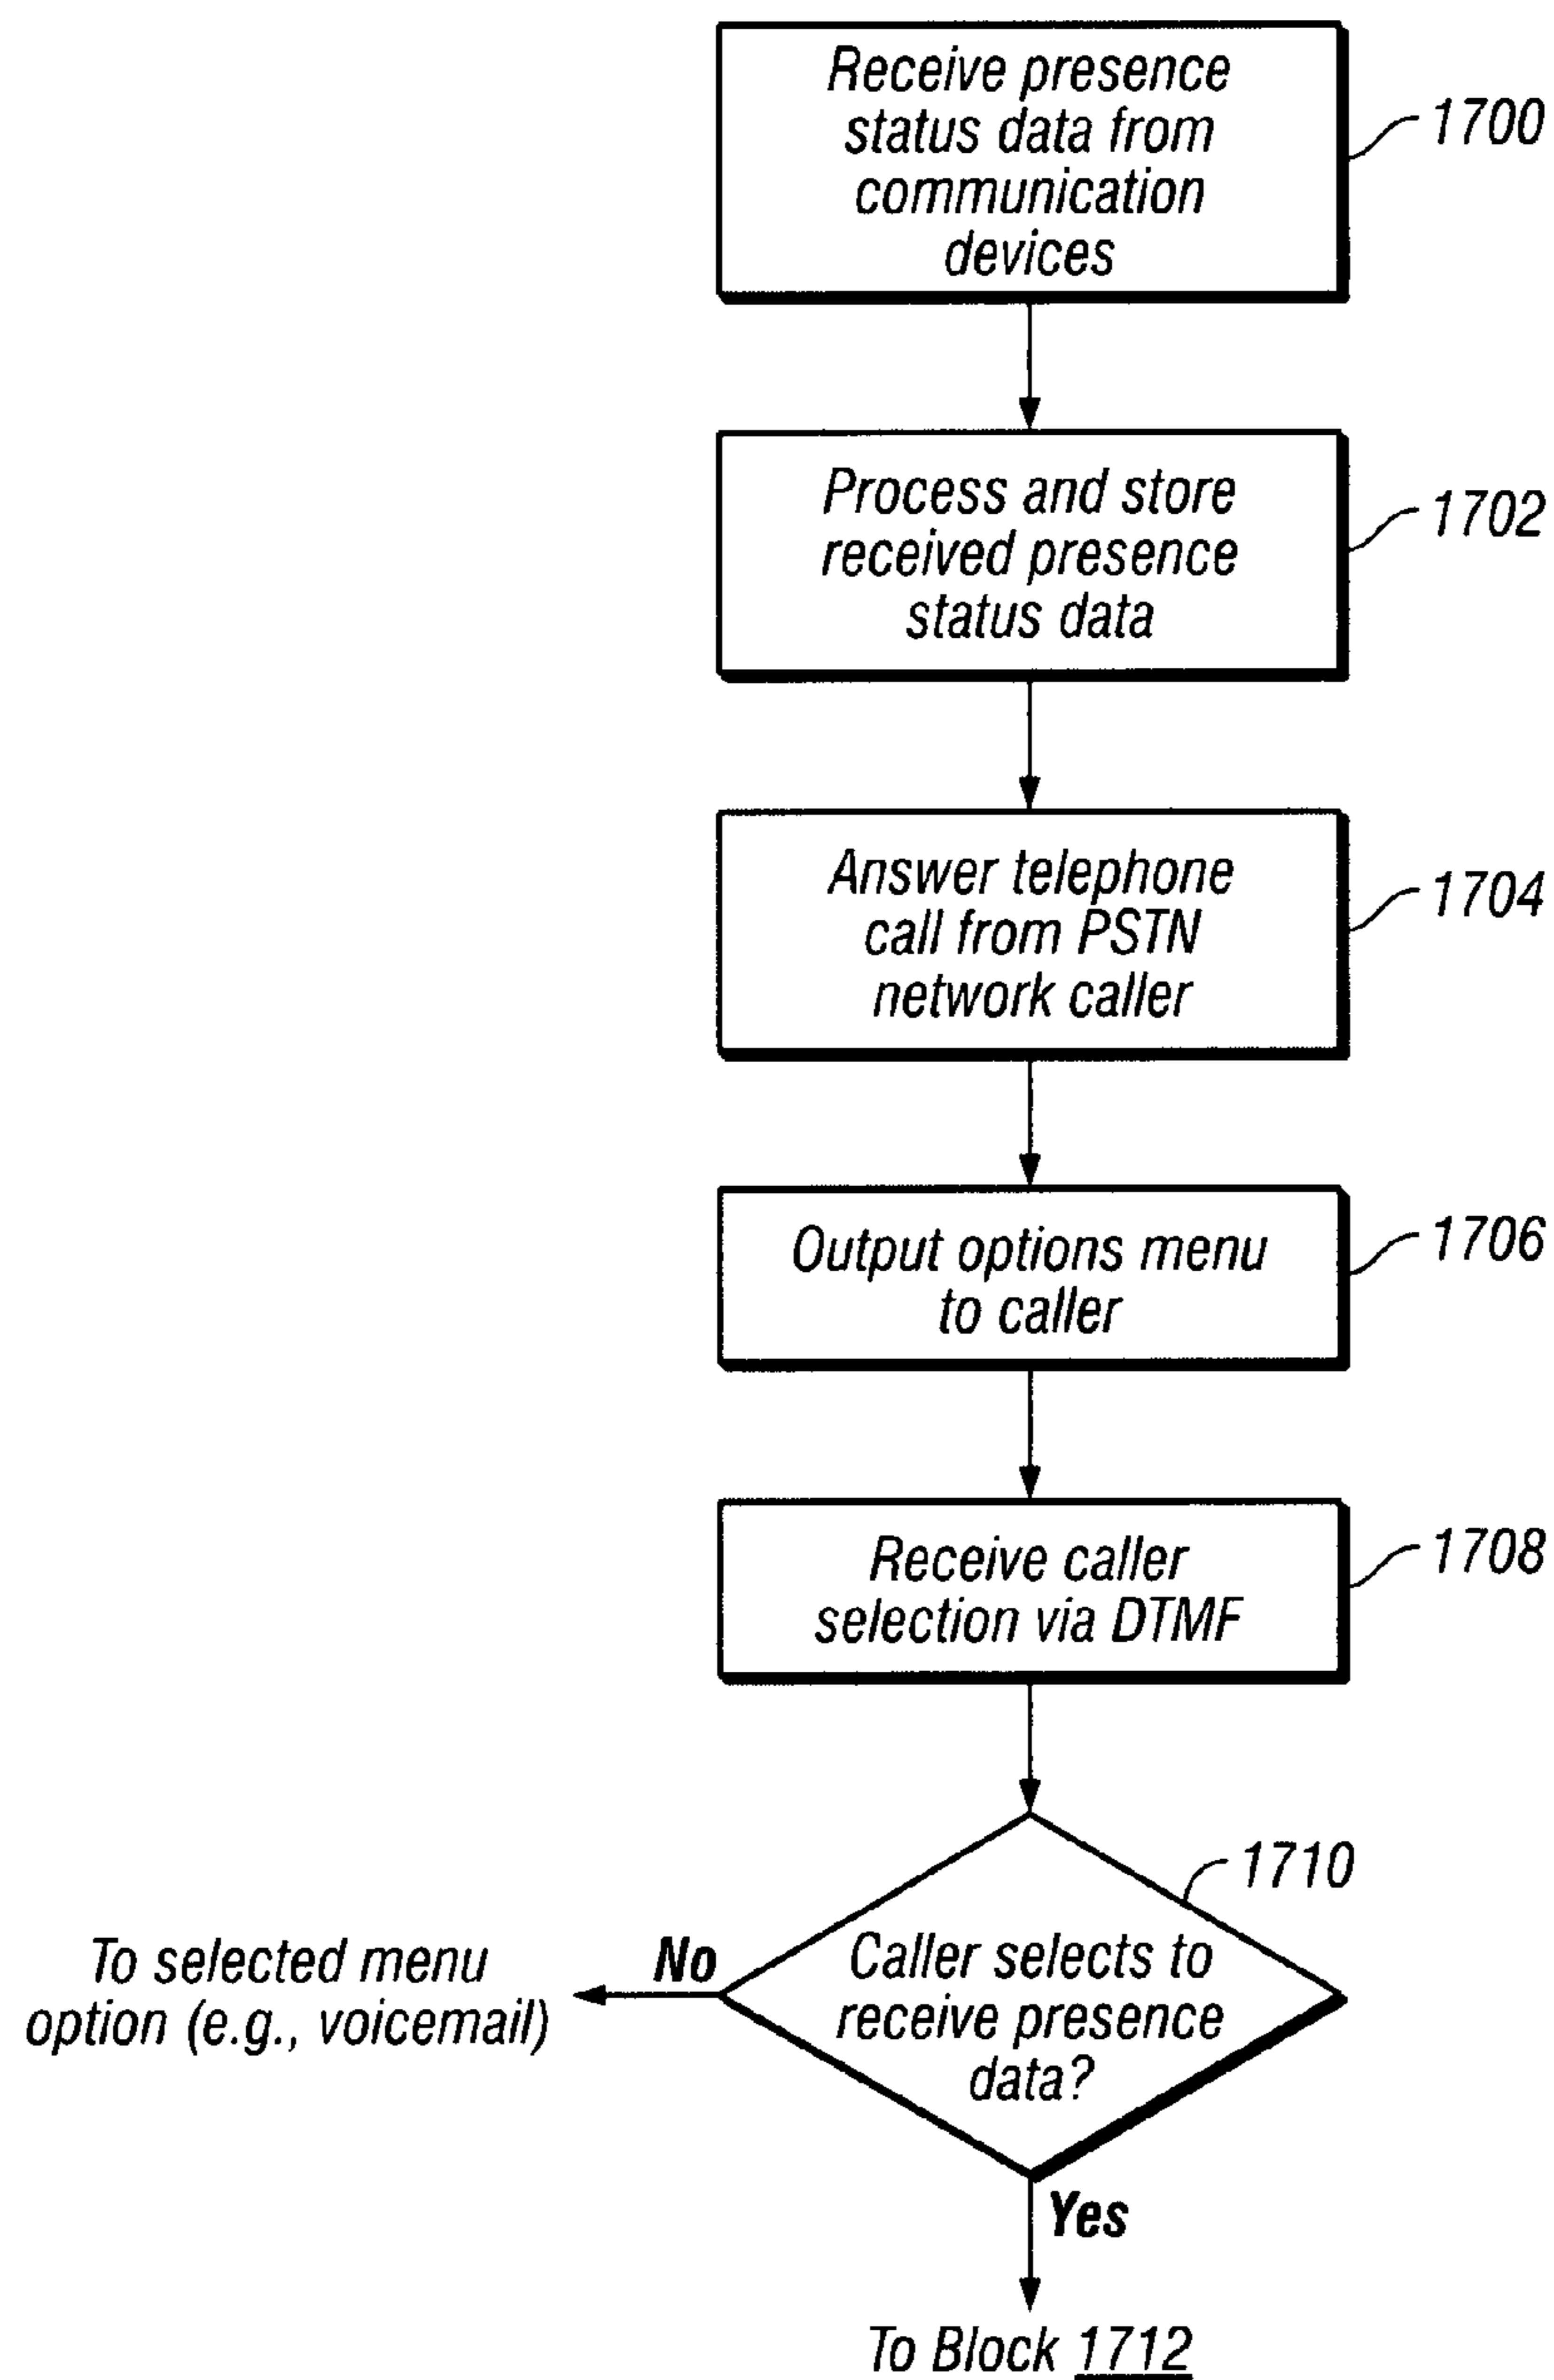 Receive presence
status data from
communication
devices
1700
Process and store
received presence
status data
1702
Answer telephone
call from PSTN
network caller
1704
Output options menu
to caller
1706
Receive caller
selection via DTMF
1708
1710
Caller selects to
receive presence
data?
No
To selected menu
option (e.g., voicemail)
Yes
To Block 1712